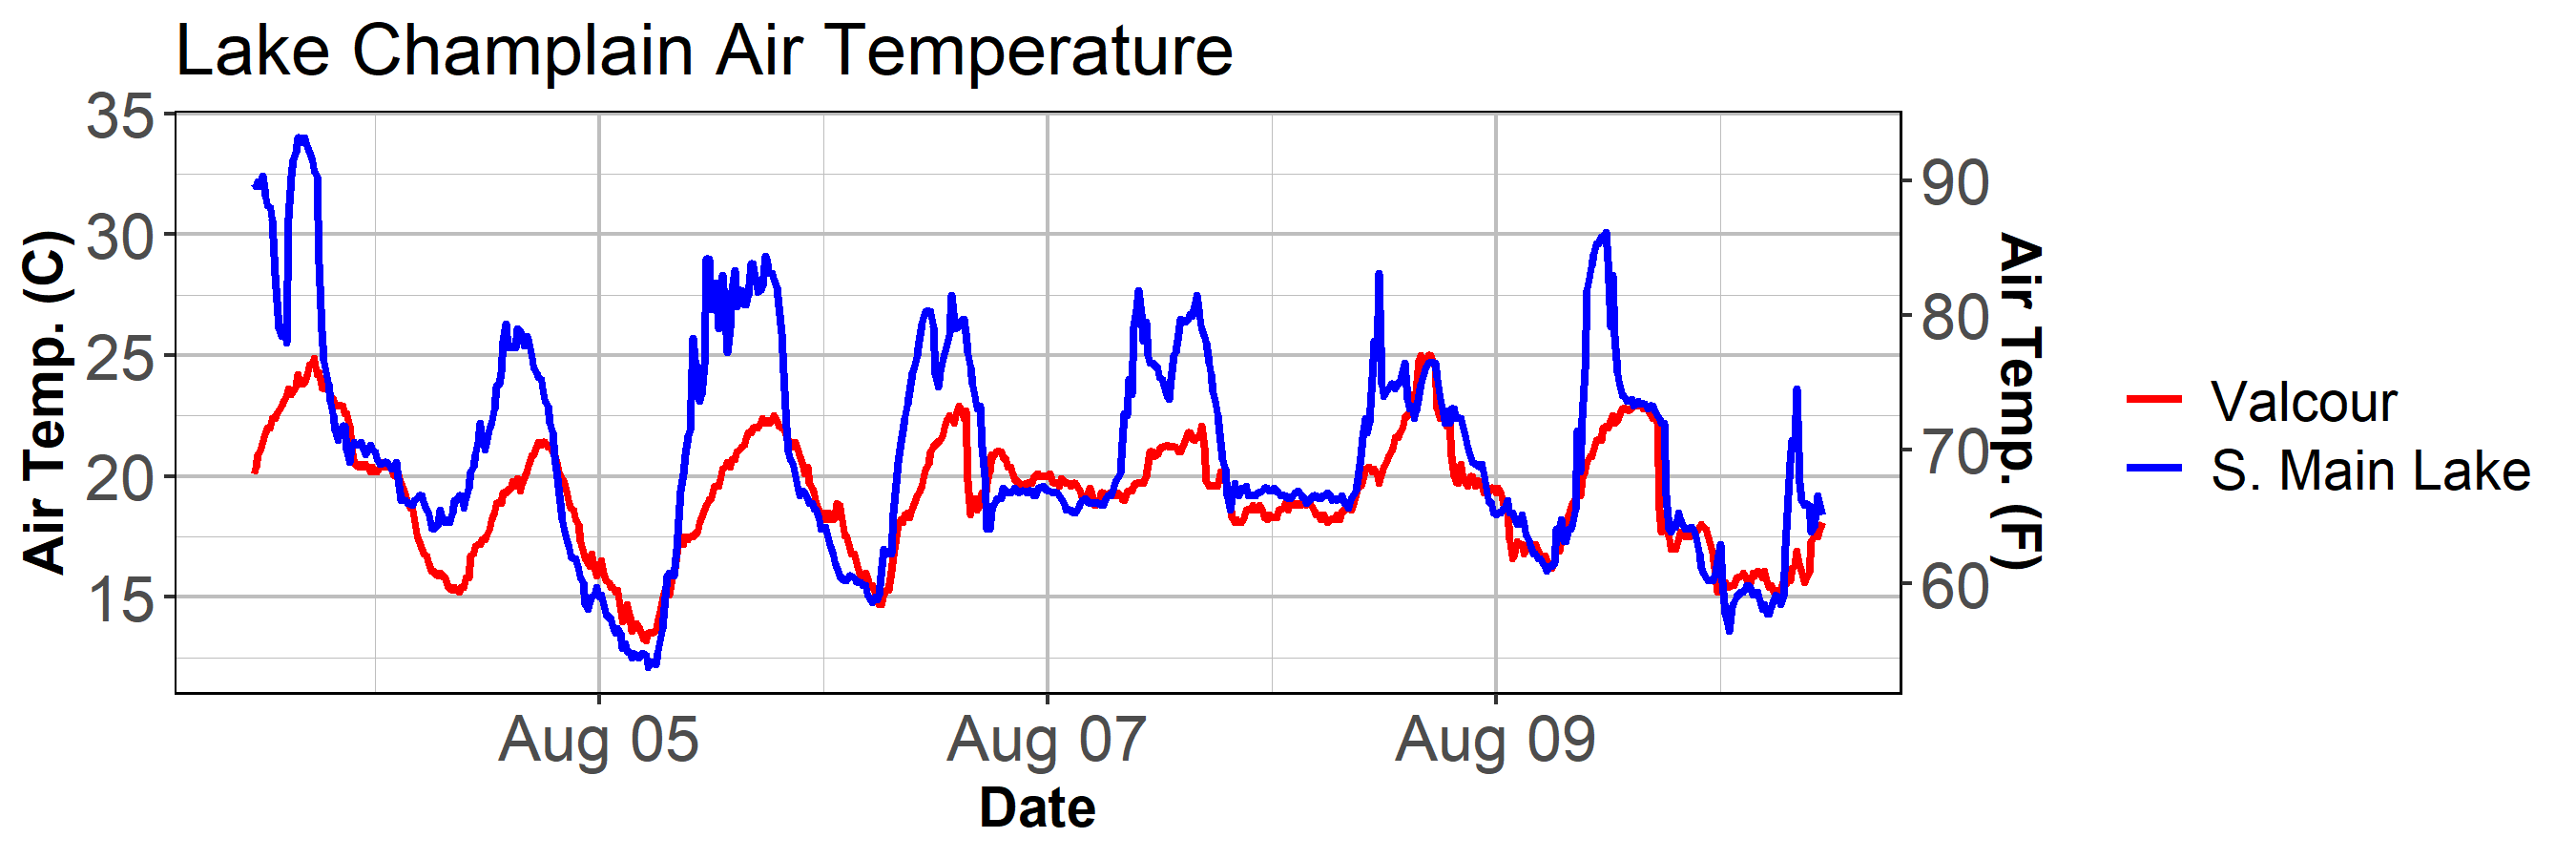 Lake Champlain Air Temperature
Air Temp. (C)
35
30
25
20
15
90
80
70
60
Air Temp. (F)
Aug 05 Aug 07 Aug 09
Date
Valcour
S. Main Lake